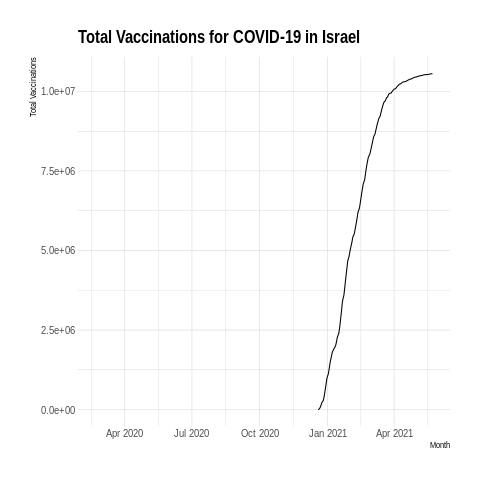 Total Vaccinations for COVID-19 in Israel
Total Vaccinations
1.0e+07
7.5e+06
5.0e+06
2.5e+06
0.0e+00
Apr 2020 Jul 2020 Oct 2020 Jan 2021 Apr 2021
Month